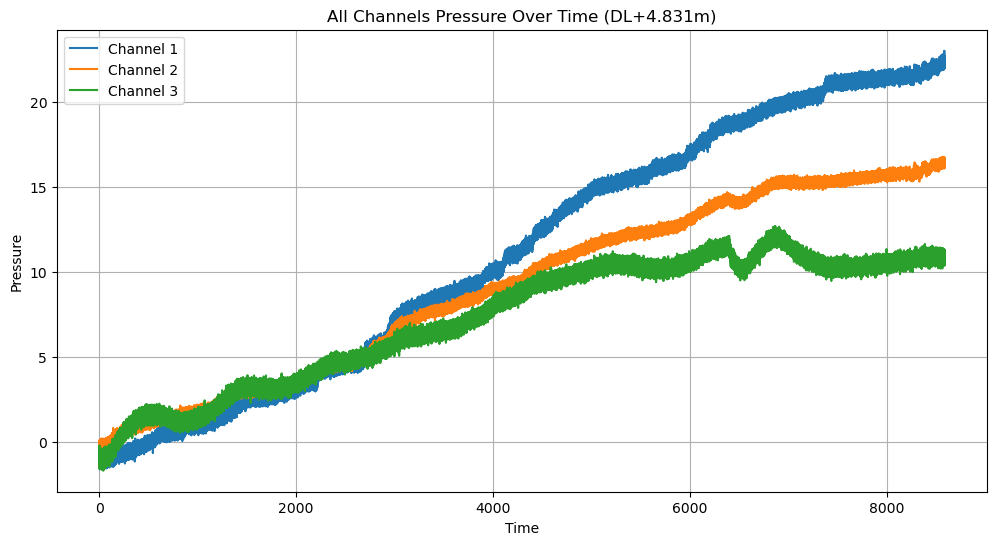 All Channels Pressure Over Time (DL+4.831m)
Channel 1
Channel 2
Channel 3
Pressure
20
15
10
5
0
0 2000 4000 6000 8000
Time